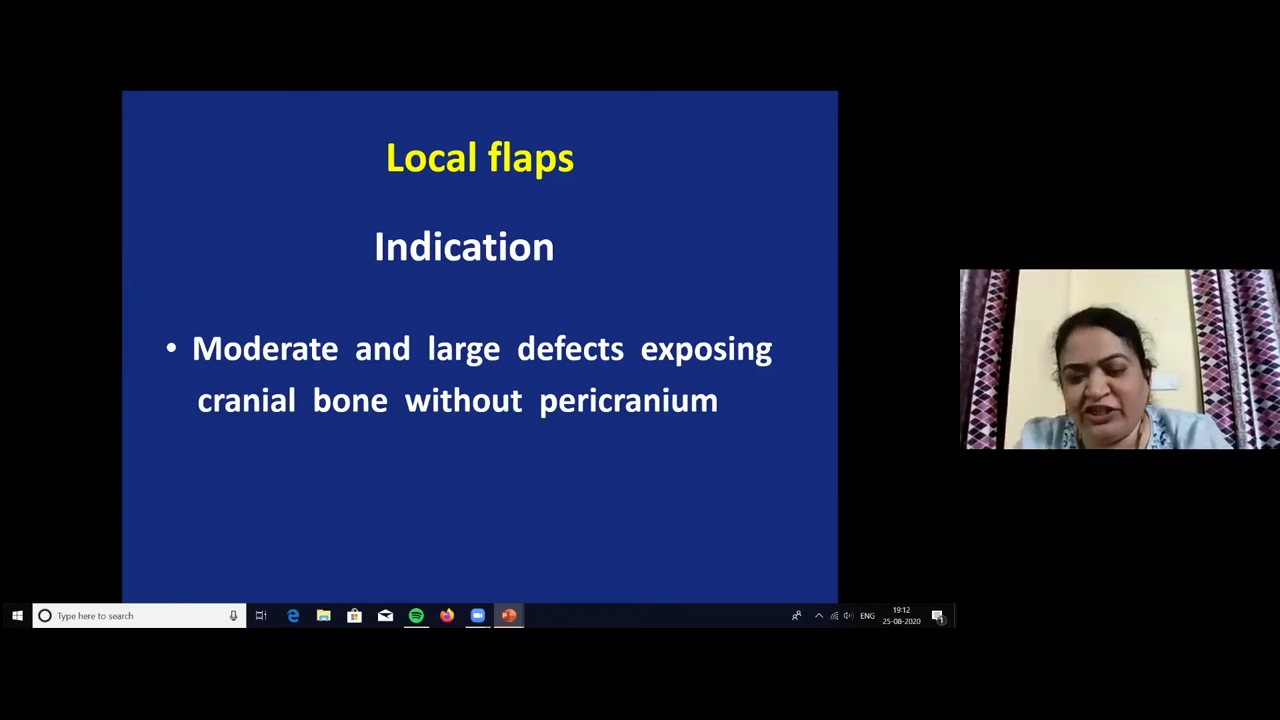 Local flaps
Indication
• Moderate and large defects exposing
cranial bone without pericranium
Type here to search
ENG
19:12
25-08-2020